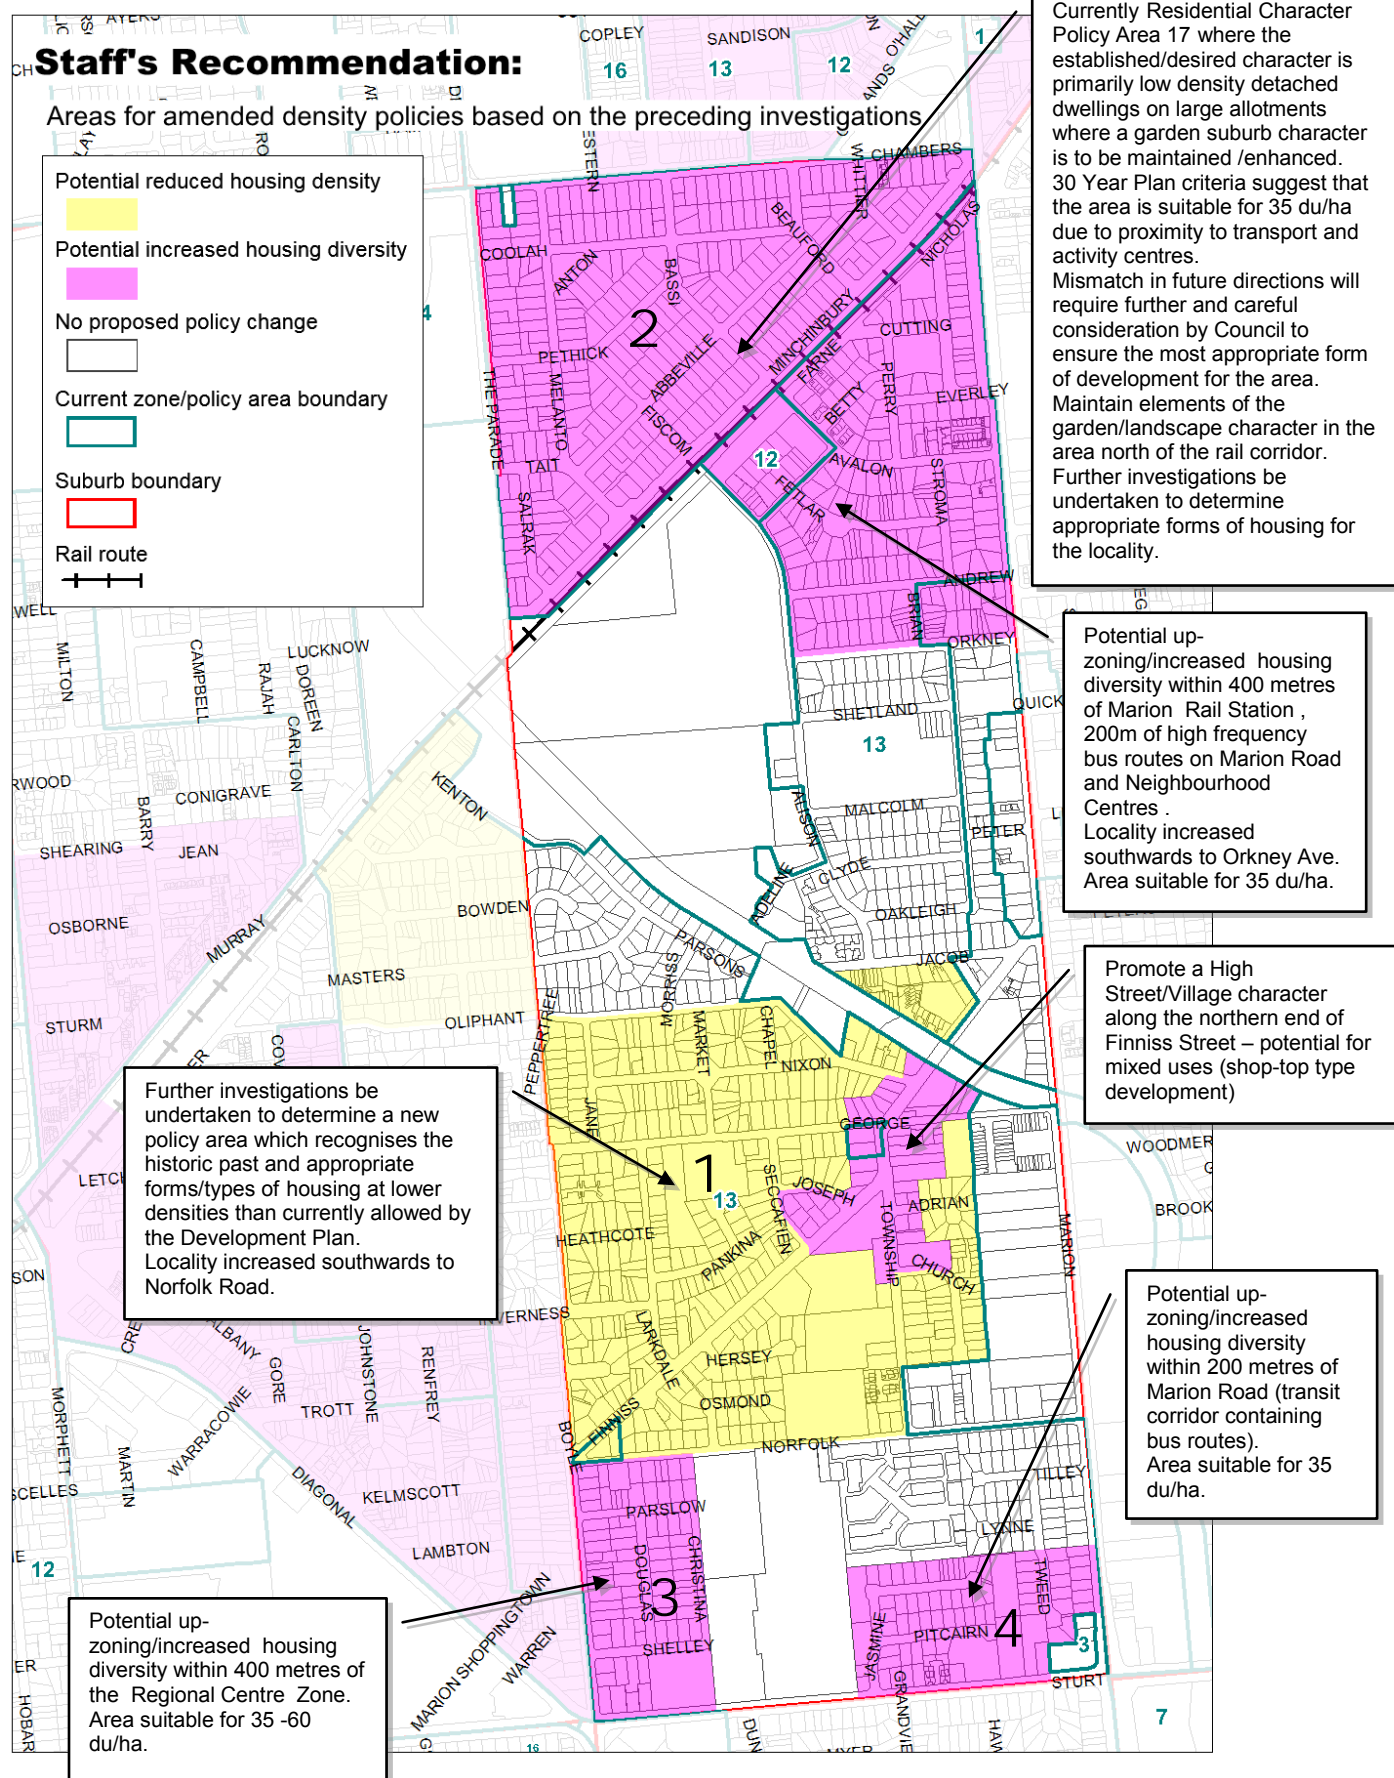 Staff's Recommendation:
Areas for amended density policies based on the preceding investigations
Potential reduced housing density
Potential increased housing diversity
No proposed policy change
Current zone/policy area boundary
Suburb boundary
Rail route
Currently Residential Character
Policy Area 17 where the
established/desired character is
primarily low density detached
dwellings on large allotments
where a garden suburb character
is to be maintained /enhanced.
30 Year Plan criteria suggest that
the area is suitable for 35 du/ha
due to proximity to transport and
activity centres.
Mismatch in future directions will
require further and careful
consideration by Council to
ensure the most appropriate form
of development for the area.
Maintain elements of the
garden/landscape character in the
area north of the rail corridor.
Further investigations be
undertaken to determine
appropriate forms of housing for
the locality.
Potential up-
zoning/increased housing
diversity within 400 metres
of Marion Rail Station ,
200m of high frequency
bus routes on Marion Road
and Neighbourhood
Centres .
Locality increased
southwards to Orkney Ave.
Area suitable for 35 du/ha.
Promote a High
Street/Village character
along the northern end of
Finniss Street – potential for
mixed uses (shop-top type
development)
Further investigations be
undertaken to determine a new
policy area which recognises the
historic past and appropriate
forms/types of housing at lower
densities than currently allowed by
the Development Plan.
Locality increased southwards to
Norfolk Road.
Potential up-
zoning/increased
housing diversity
within 200 metres of
Marion Road (transit
corridor containing
bus routes).
Area suitable for 35
du/ha.
Potential up-
zoning/increased housing
diversity within 400 metres of
the Regional Centre Zone.
Area suitable for 35 -60
du/ha.
AYERS
COPLEY
SANDISON
16
13
12
1
CHAMBERS
WHITTIER
BEAUFORD
NICHOLAS
COOLAH
ANTON
BASSI
2
PETHICK
MELANTO
ABBEVILLE
MINCHINBURY
FARNE
CUTTING
PERRY
BETTY
EVERLEY
THE PARADE
FISCOM
TAIT
SALRAK
12
AVALON
FETLAR
STROMA
ANDREW
BRIAN
ORKNEY
4
MILTON
CAMPBELL
RAJAH
LUCKNOW
DOREEN
CARLTON
SHETLAND
13
QUICK
KENTON
CONIGRAVE
BARRY
SHEARING
JEAN
ALISON
MALCOLM
PETER
CLYDE
ADELINE
OAKLEIGH
OSBORNE
MURRAY
BOWDEN
PARSONS
JACOB
MASTERS
MORRISS
STURM
OLIPHANT
PEPPERTREE
MARKET
CHAPEL
NIXON
JANE
GEORGE
WOODMER
1
13
SECCAFIEN
JOSEPH
ADRIAN
TOWNSHIP
BROOK
MARION
HEATHCOTE
PANKINA
CHURCH
LARKDALE
HERSEY
OSMOND
JOHNSTONE
GORE
RENFREY
TROTT
WARRACOWIE
MORPHETT
MARTIN
BOYLE
FINNISS
NORFOLK
TILLEY
DIAGONAL
KELMSCOTT
PARSLOW
LYNNE
LAMBTON
12
DOUGLAS
CHRISTINA
3
TWEED
PITCAIRN
4
JASMINE
3
SHELLEY
MARION SHOPPINGTOWN
WARREN
GRANDVIE
STURT
7
HOBAR
DUN
HAW
16